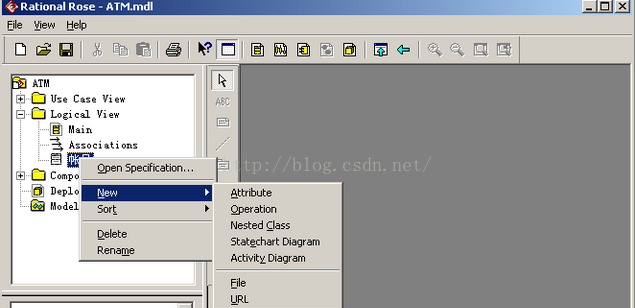 Rational Rose - ATM.mdl
File View Help
ABC
ATM
Use Case View
Logical View
Main
Associations
帐
Compo
Deplo
Model
Open Specification...
New
Sort
Delete
Rename
Attribute
Operation
Nested Class
Statechart Diagram
Activity Diagram
File
URL
http://blog.csdn.net/